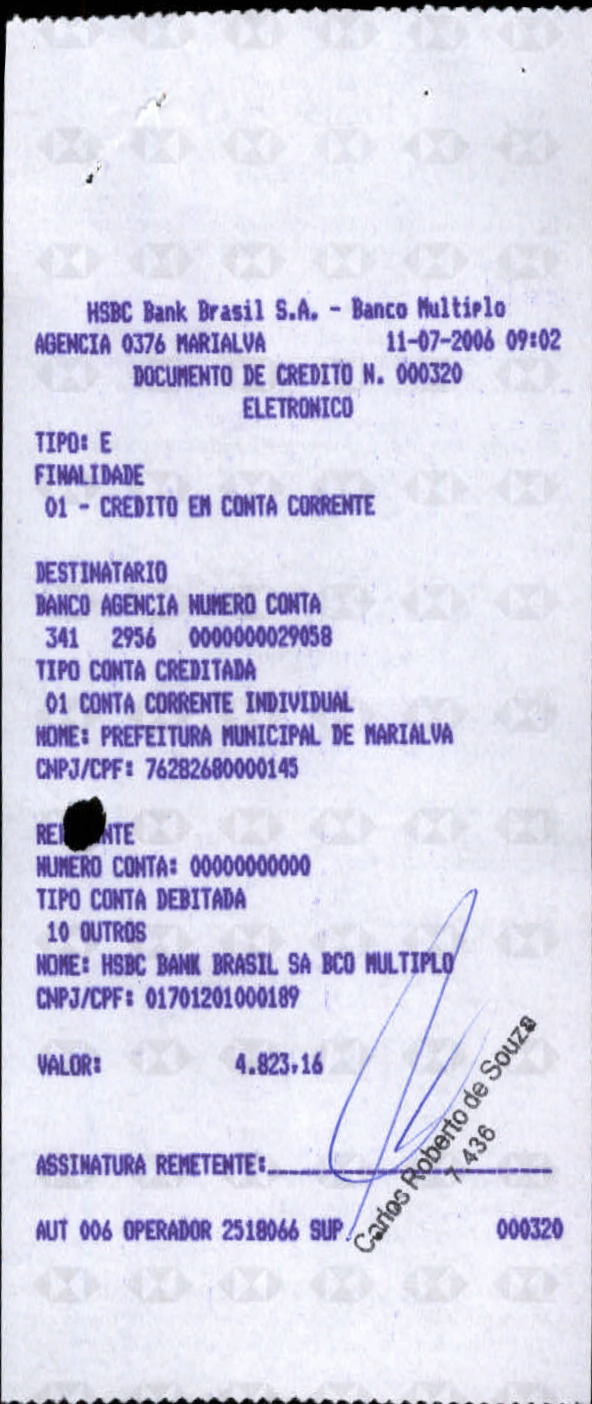 HSBC Bank Brasil S.A. - Banco Multiplo
AGENCIA 0376 MARIALVA 11-07-2006 09:02
DOCUMENTO DE CREDITO N. 000320
ELETRONICO
TIPO: E
FINALIDADE
01 - CREDITO EM CONTA CORRENTE
DESTINATARIO
BANCO AGENCIA NUMERO CONTA
341 2956 0000000029058
TIPO CONTA CREDITADA
01 CONTA CORRENTE INDIVIDUAL
NOME: PREFEITURA MUNICIPAL DE MARIALVA
CNPJ/CPF: 76282680000145
NUMERO CONTA: 00000000000
TIPO CONTA DEBITADA
10 OUTROS
NOME: HSBC BANK BRASIL SA BCO MULTIPLO
CNPJ/CPF: 01701201000189
VALOR: 4.823,16
ASSINATURA REMETENTE:
Carlos Roberto de Souza
7.436
AUT 006 OPERADOR 2518066 SUP. 000320